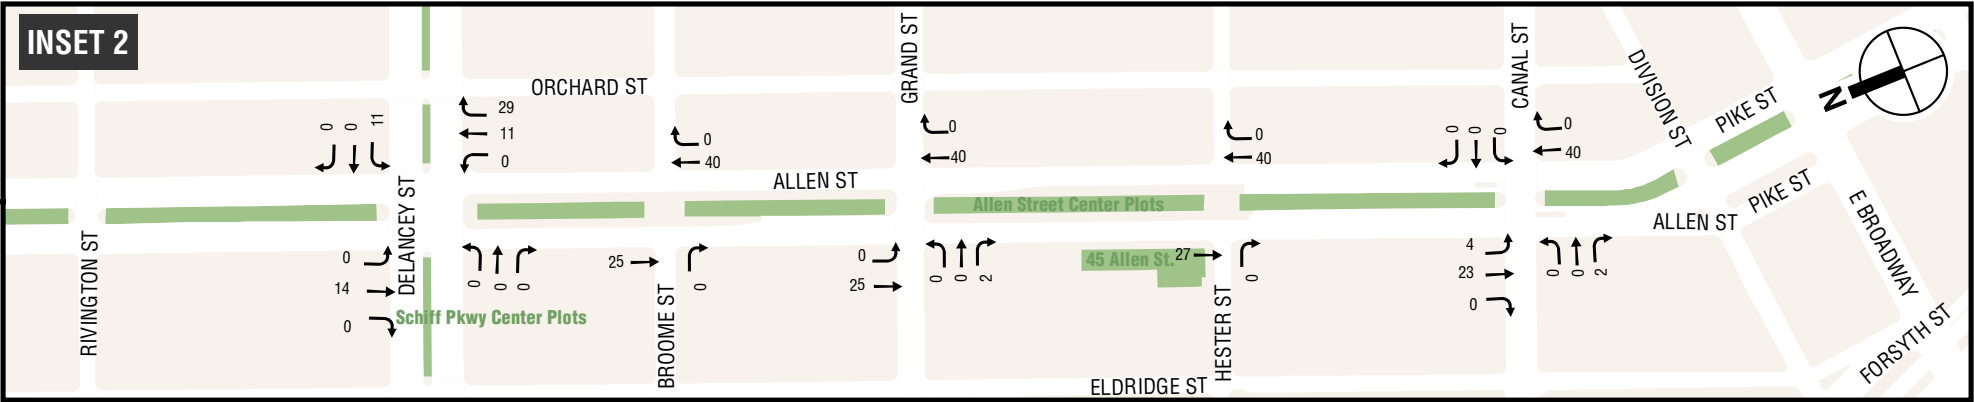 INSET 2
ORCHARD ST
GRAND ST
CANAL ST
DIVISION ST
PIKE ST
N
0
0
11
29
11
0
0
40
0
40
0
40
0
0
0
0
40
ALLEN ST
DELANCEY ST
Allen Street Center Plots
PIKE ST
ALLEN ST
E BROADWAY
RIVINGTON ST
0
14
0
0
0
0
25
0
0
25
0
0
2
45 Allen St.
27
0
4
23
0
0
0
2
Schiff Pkwy Center Plots
BROOME ST
HESTER ST
FORSYTH ST
ELDRIDGE ST